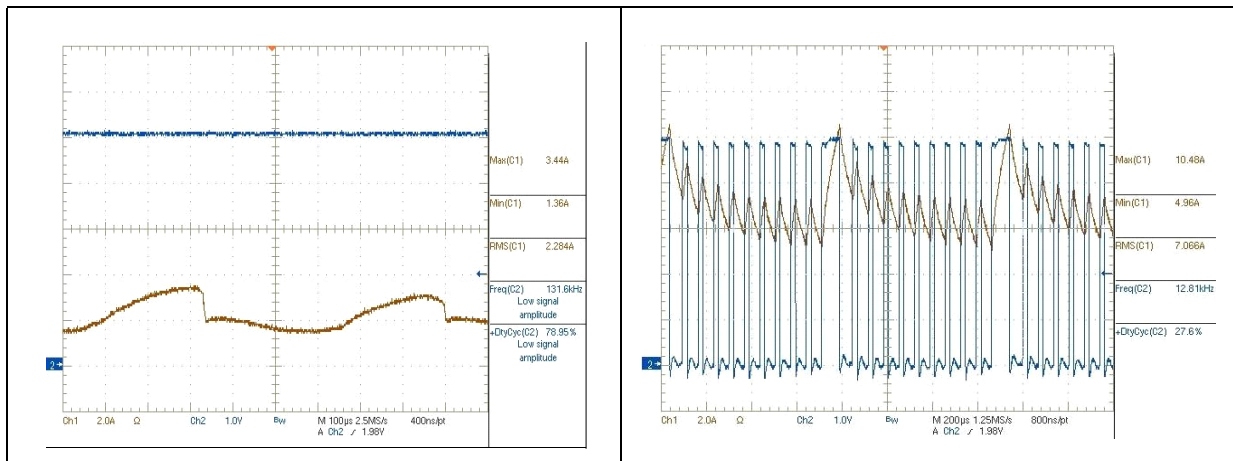 Max(C1) 3.44A
Min(C1) 1.36A
RMS(C1) 2.284A
Freq(C2) 131.6kHz
Low signal
amplitude
+DtyCyc(C2) 78.95%
Low signal
amplitude
2
Ch1 2.0A Ω Ch2 1.0V Bw M 100µs 2.5MS/s 400ns/pt
A Ch2 ∕ 1.98V
Max(C1) 10.48A
Min(C1) 4.96A
RMS(C1) 7.066A
Freq(C2) 12.81kHz
+DtyCyc(C2) 27.6%
2
Ch1 2.0A Ω Ch2 1.0V Bw M 200µs 1.25MS/s 800ns/pt
A Ch2 ∕ 1.98V